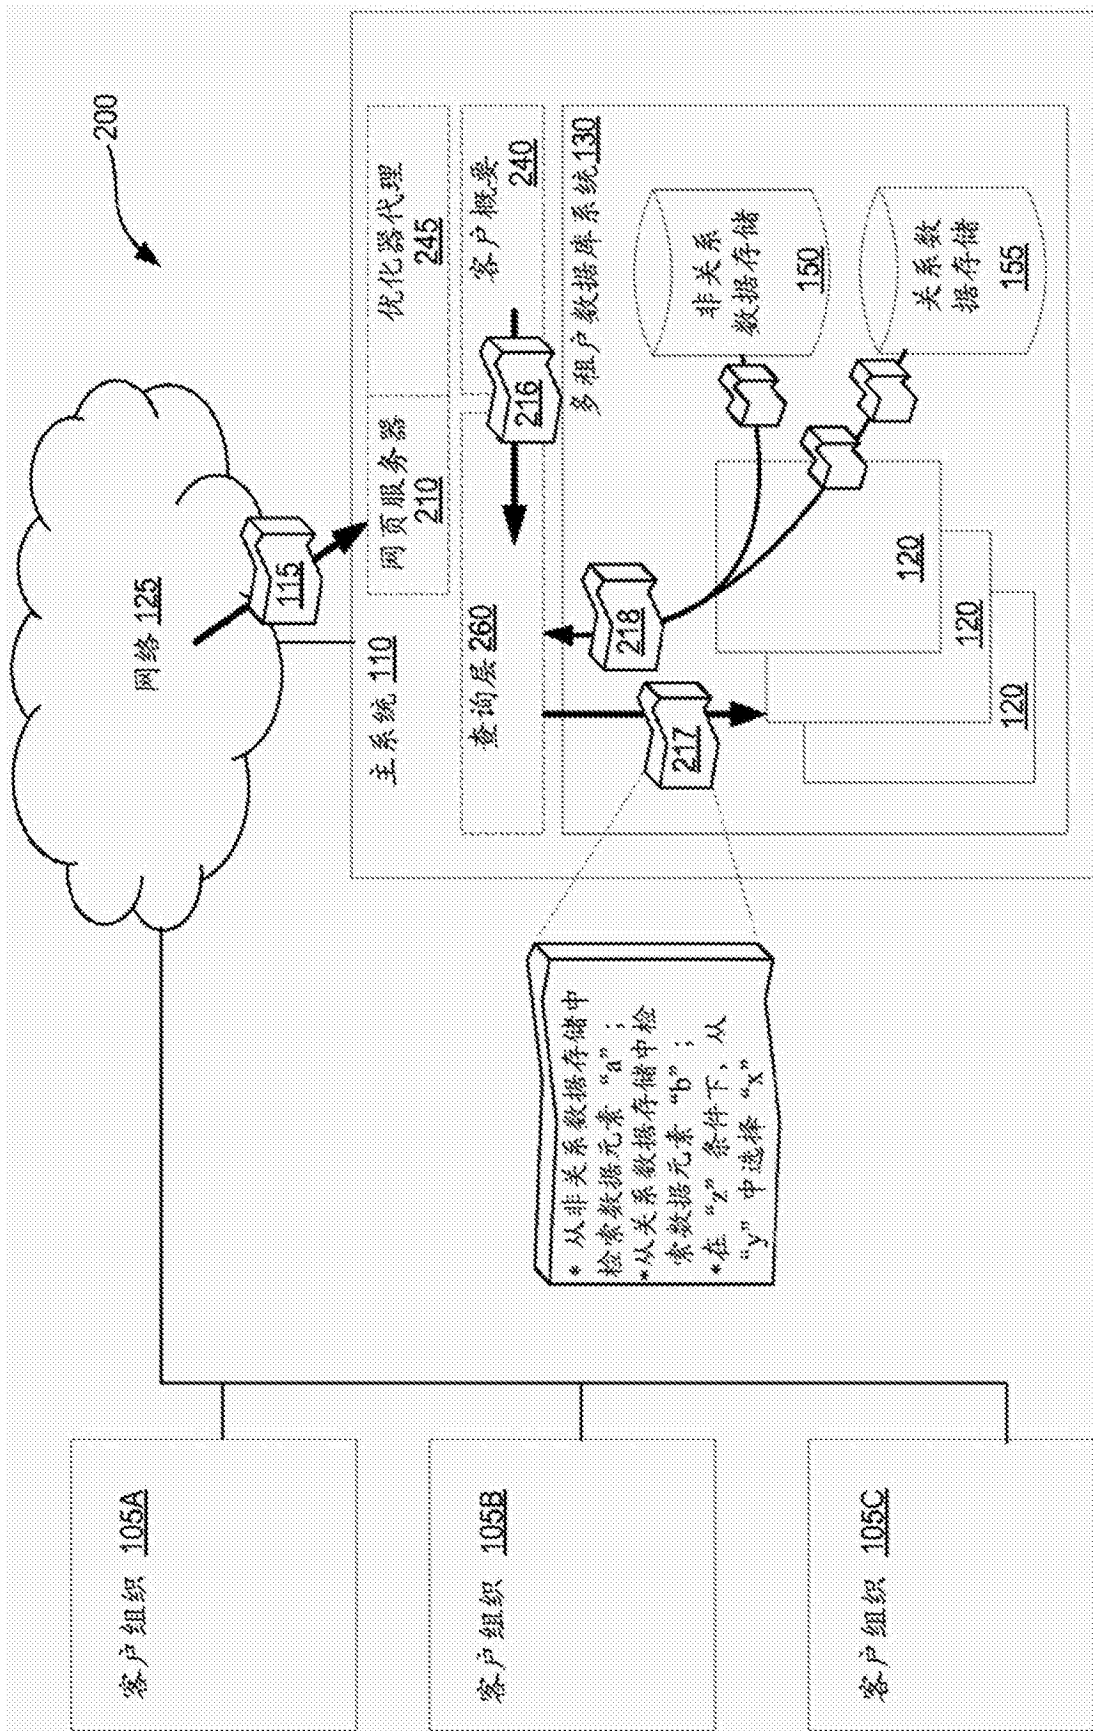 200
网络 125
115
主系统 110
网页服务器
210
优化器代理
245
查询层 260
216
客户概要
240
多租户数据库系统 130
217
218
120
120
120
非关系
数据存储
150
关系数
据存储
155
* 从非关系数据存储中
检索数据元素 “a”；
*从关系数据存储中检
索数据元素 “b”；
*在 “z” 条件下，从
“y” 中选择 “x”
客户组织 105A
客户组织 105B
客户组织 105C